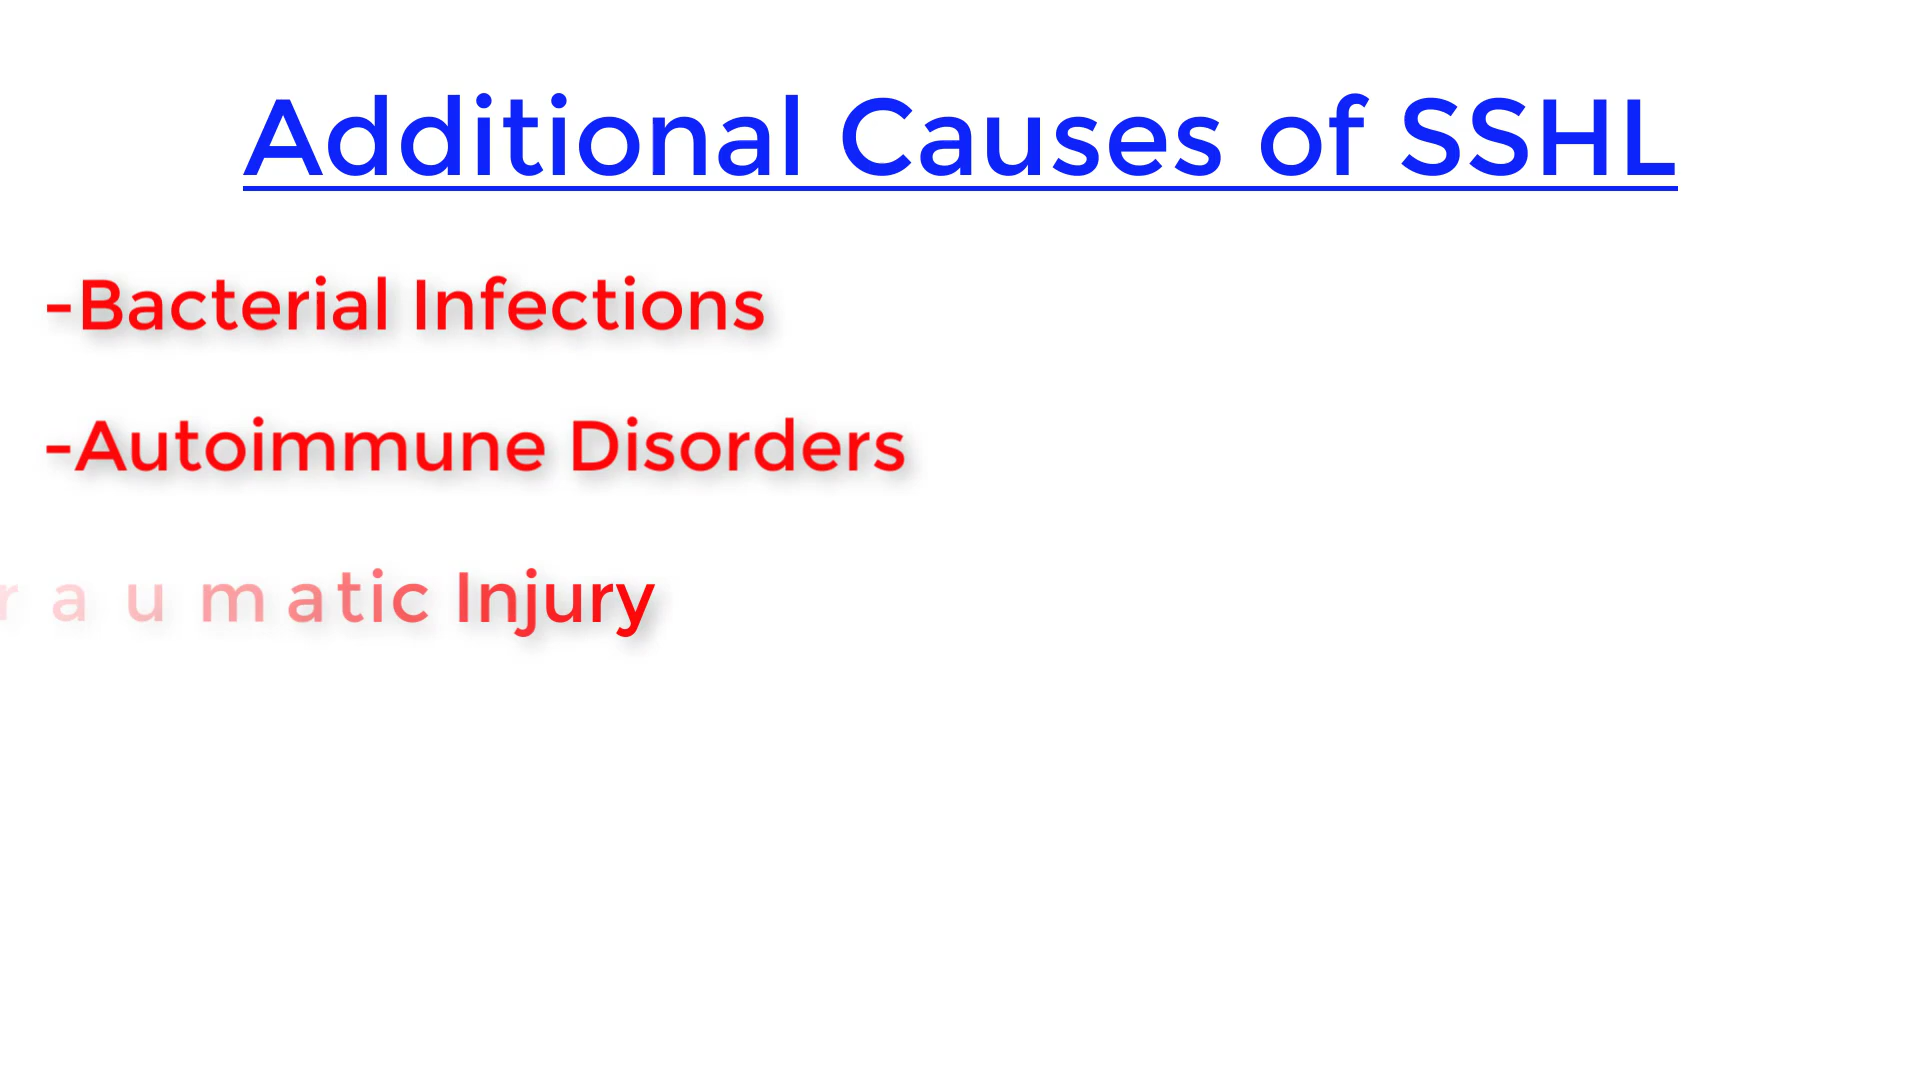 Additional Causes of SSHL
-Bacterial Infections
-Autoimmune Disorders
raumatic Injury